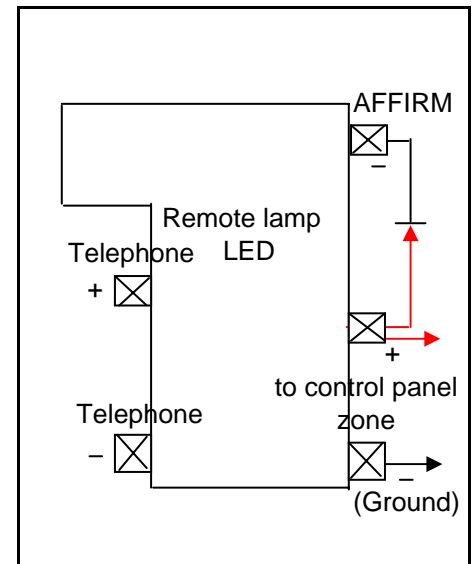 AFFIRM
–
Remote lamp
LED
Telephone
+
+
to control panel
zone
Telephone
–
–
(Ground)